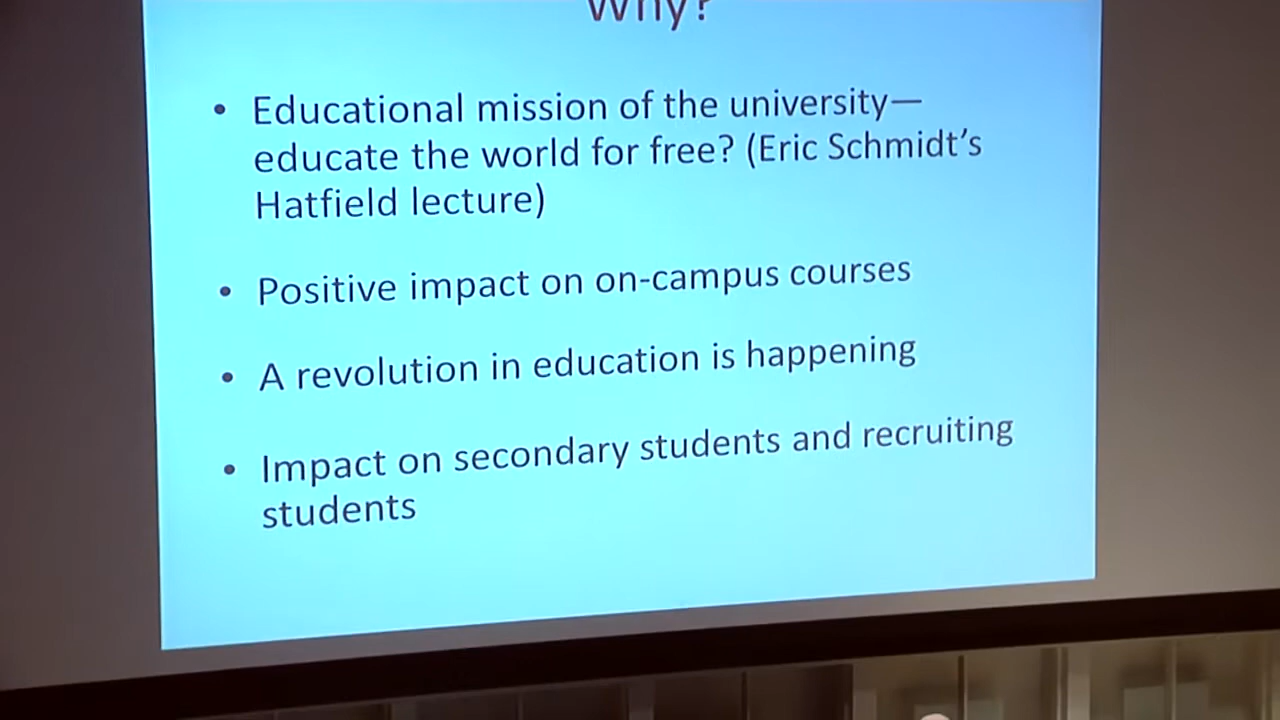 Why?
• Educational mission of the university—
educate the world for free? (Eric Schmidt's
Hatfield lecture)
• Positive impact on on-campus courses
• A revolution in education is happening
• Impact on secondary students and recruiting
students